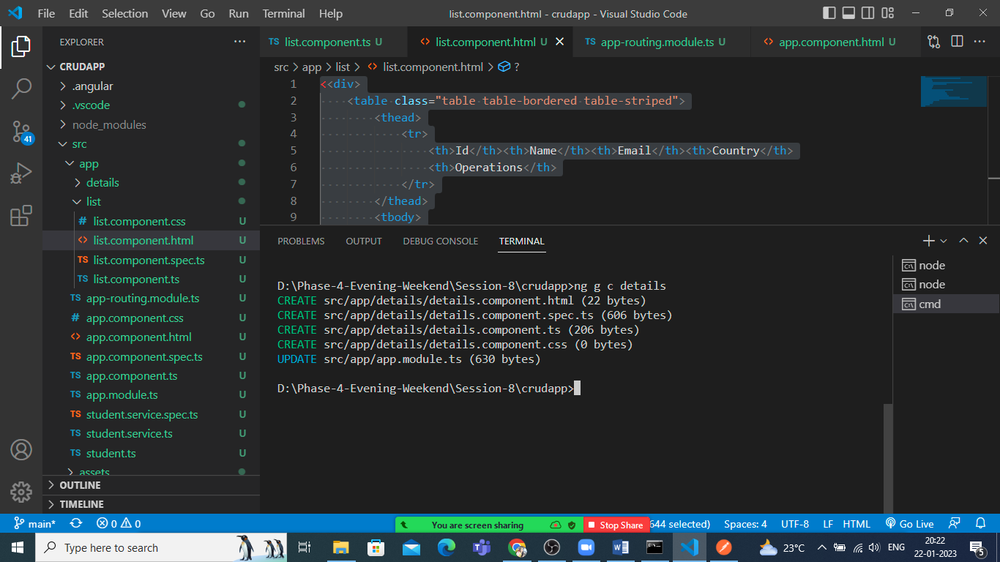 File Edit Selection View Go Run Terminal Help
list.component.html - crudapp - Visual Studio Code
EXPLORER
TS list.component.ts U
<> list.component.html U
TS app-routing.module.ts U
<> app.component.html U
src > app > list > <> list.component.html > ?
CRUDAPP
.angular
.vscode
node_modules
41
src
app
details
list
# list.component.css U
<> list.component.html U
TS list.component.spec.ts U
TS list.component.ts U
TS app-routing.module.ts U
# app.component.css U
<> app.component.html U
TS app.component.spec.ts U
TS app.component.ts U
TS app.module.ts U
TS student.service.spec.ts U
TS student.service.ts U
TS student.ts U
assets
OUTLINE
TIMELINE
1 <<div>
2 ····<table·class="table·table-bordered·table-striped">
3 ········<thead>
4 ············<tr>
5 ················<th>Id</th><th>Name</th><th>Email</th><th>Country</th>
6 ················<th>Operations</th>
7 ············</tr>
8 ········</thead>
9 ········<tbody>
PROBLEMS OUTPUT DEBUG CONSOLE TERMINAL
D:\Phase-4-Evening-Weekend\Session-8\crudapp>ng g c details
CREATE src/app/details/details.component.html (22 bytes)
CREATE src/app/details/details.component.spec.ts (606 bytes)
CREATE src/app/details/details.component.ts (206 bytes)
CREATE src/app/details/details.component.css (0 bytes)
UPDATE src/app/app.module.ts (630 bytes)
D:\Phase-4-Evening-Weekend\Session-8\crudapp>
node
node
cmd
main* 0 0
You are screen sharing
Stop Share
644 selected) Spaces: 4 UTF-8 LF HTML Go Live
Type here to search
23°C
ENG
20:22
22-01-2023
5